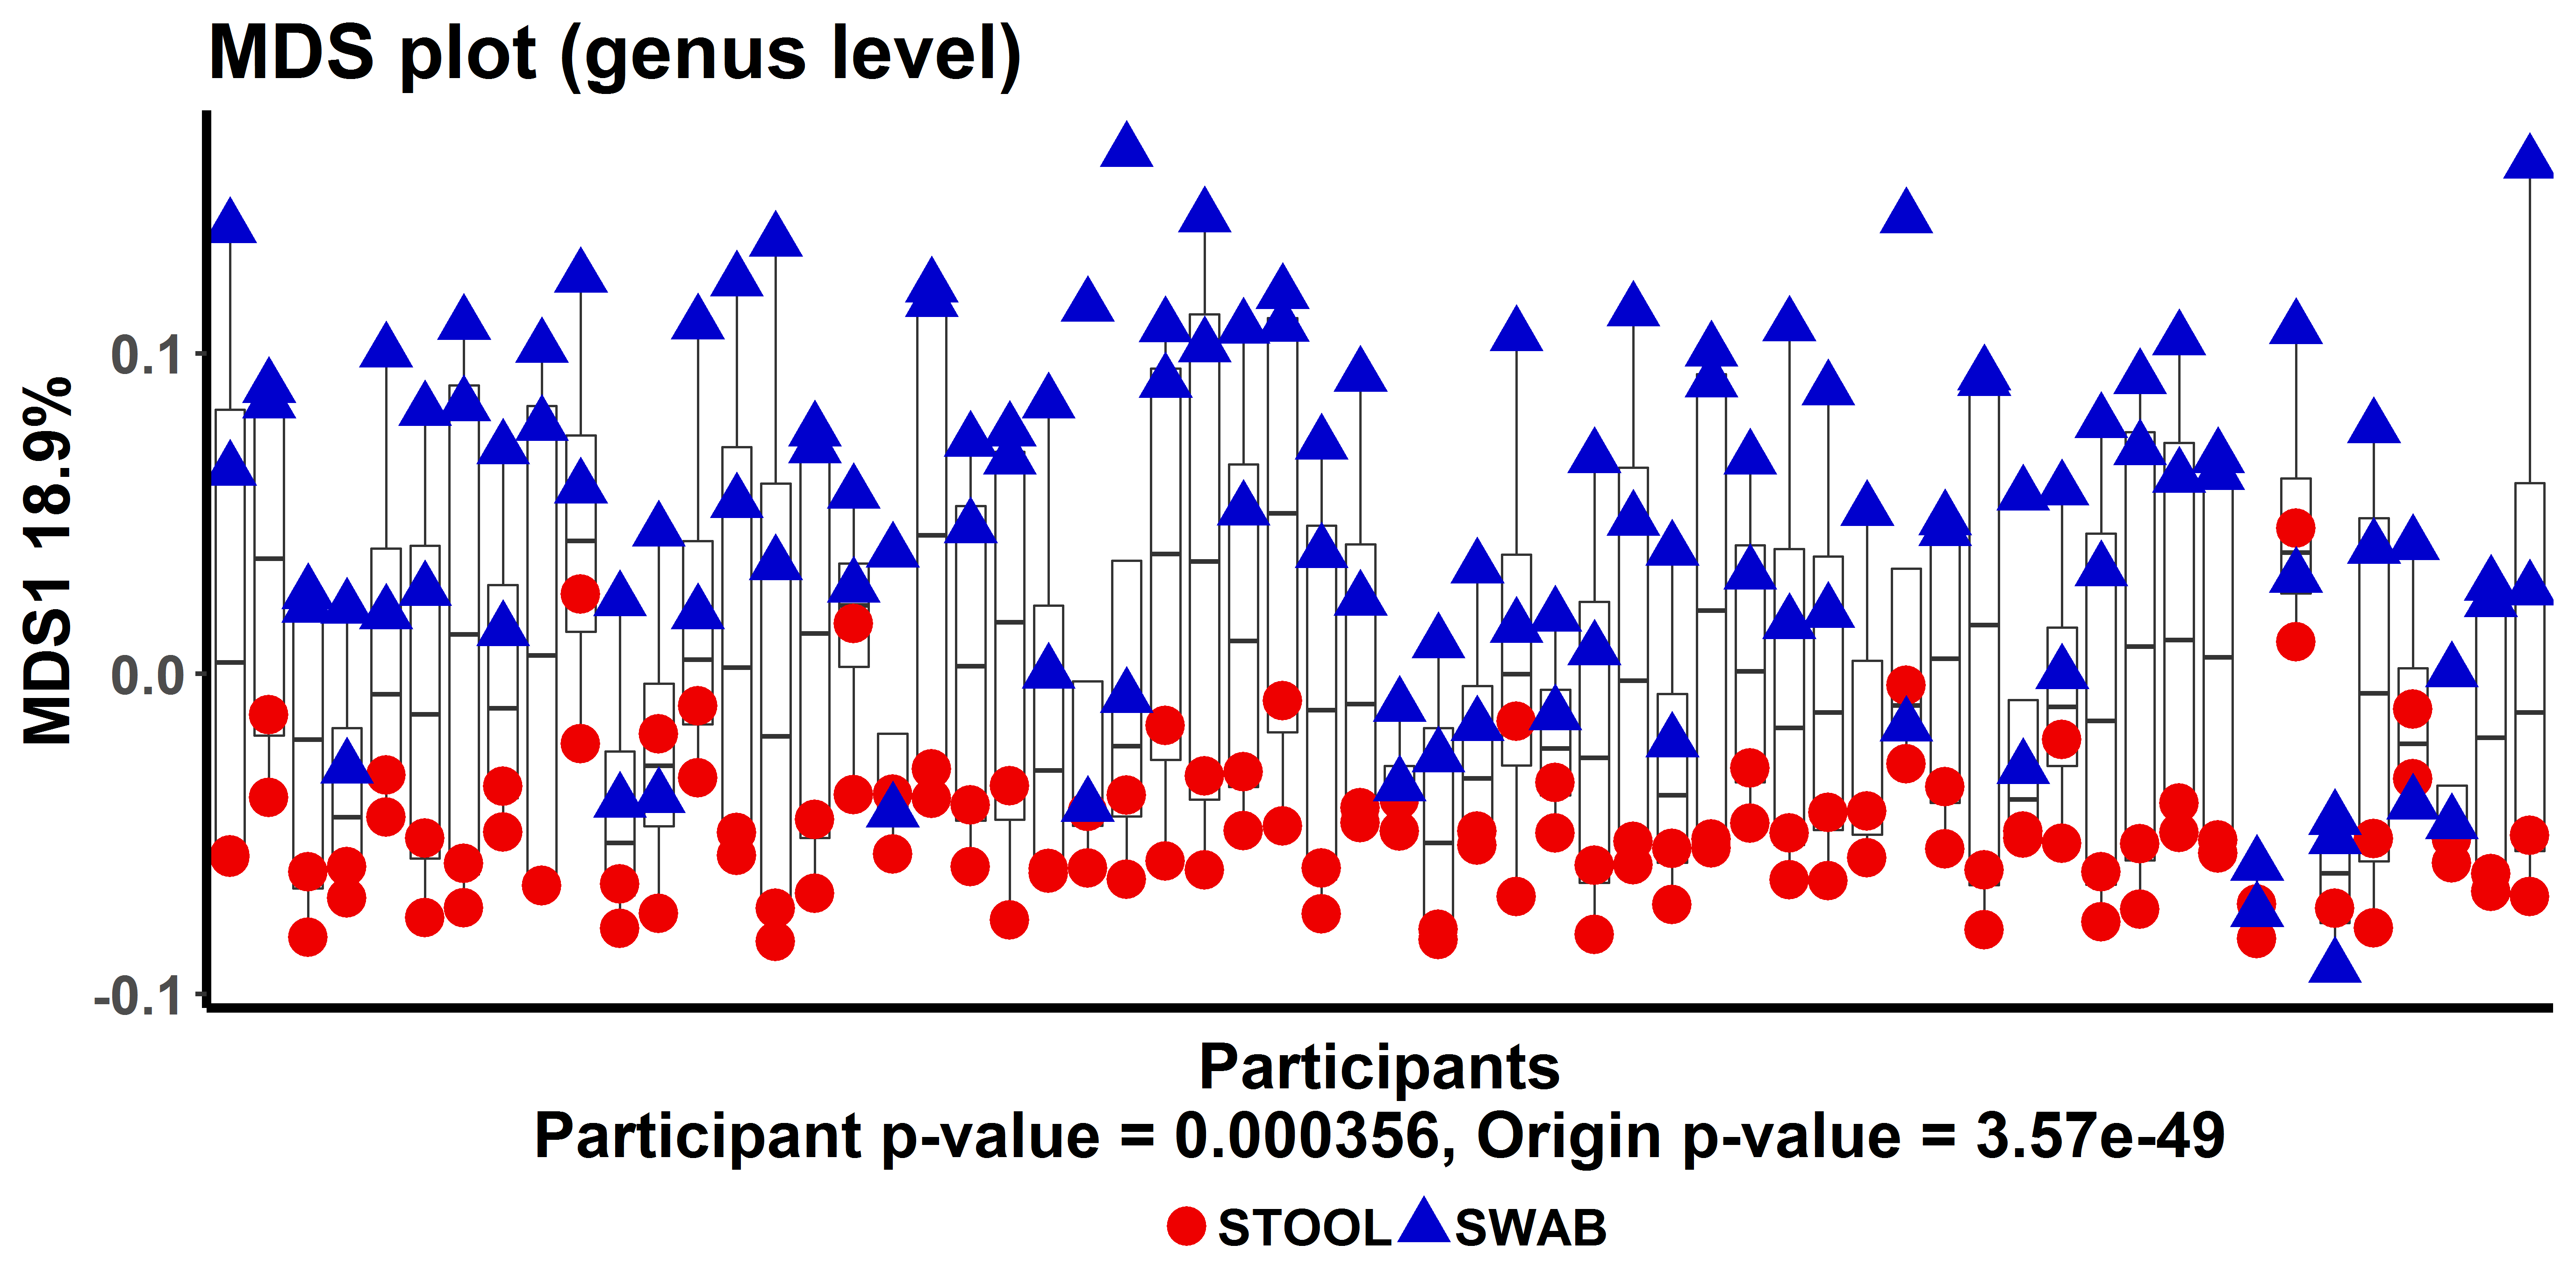 MDS plot (genus level)
MDS1 18.9%
0.1
0.0
-0.1
Participants
Participant p-value = 0.000356, Origin p-value = 3.57e-49
STOOL SWAB